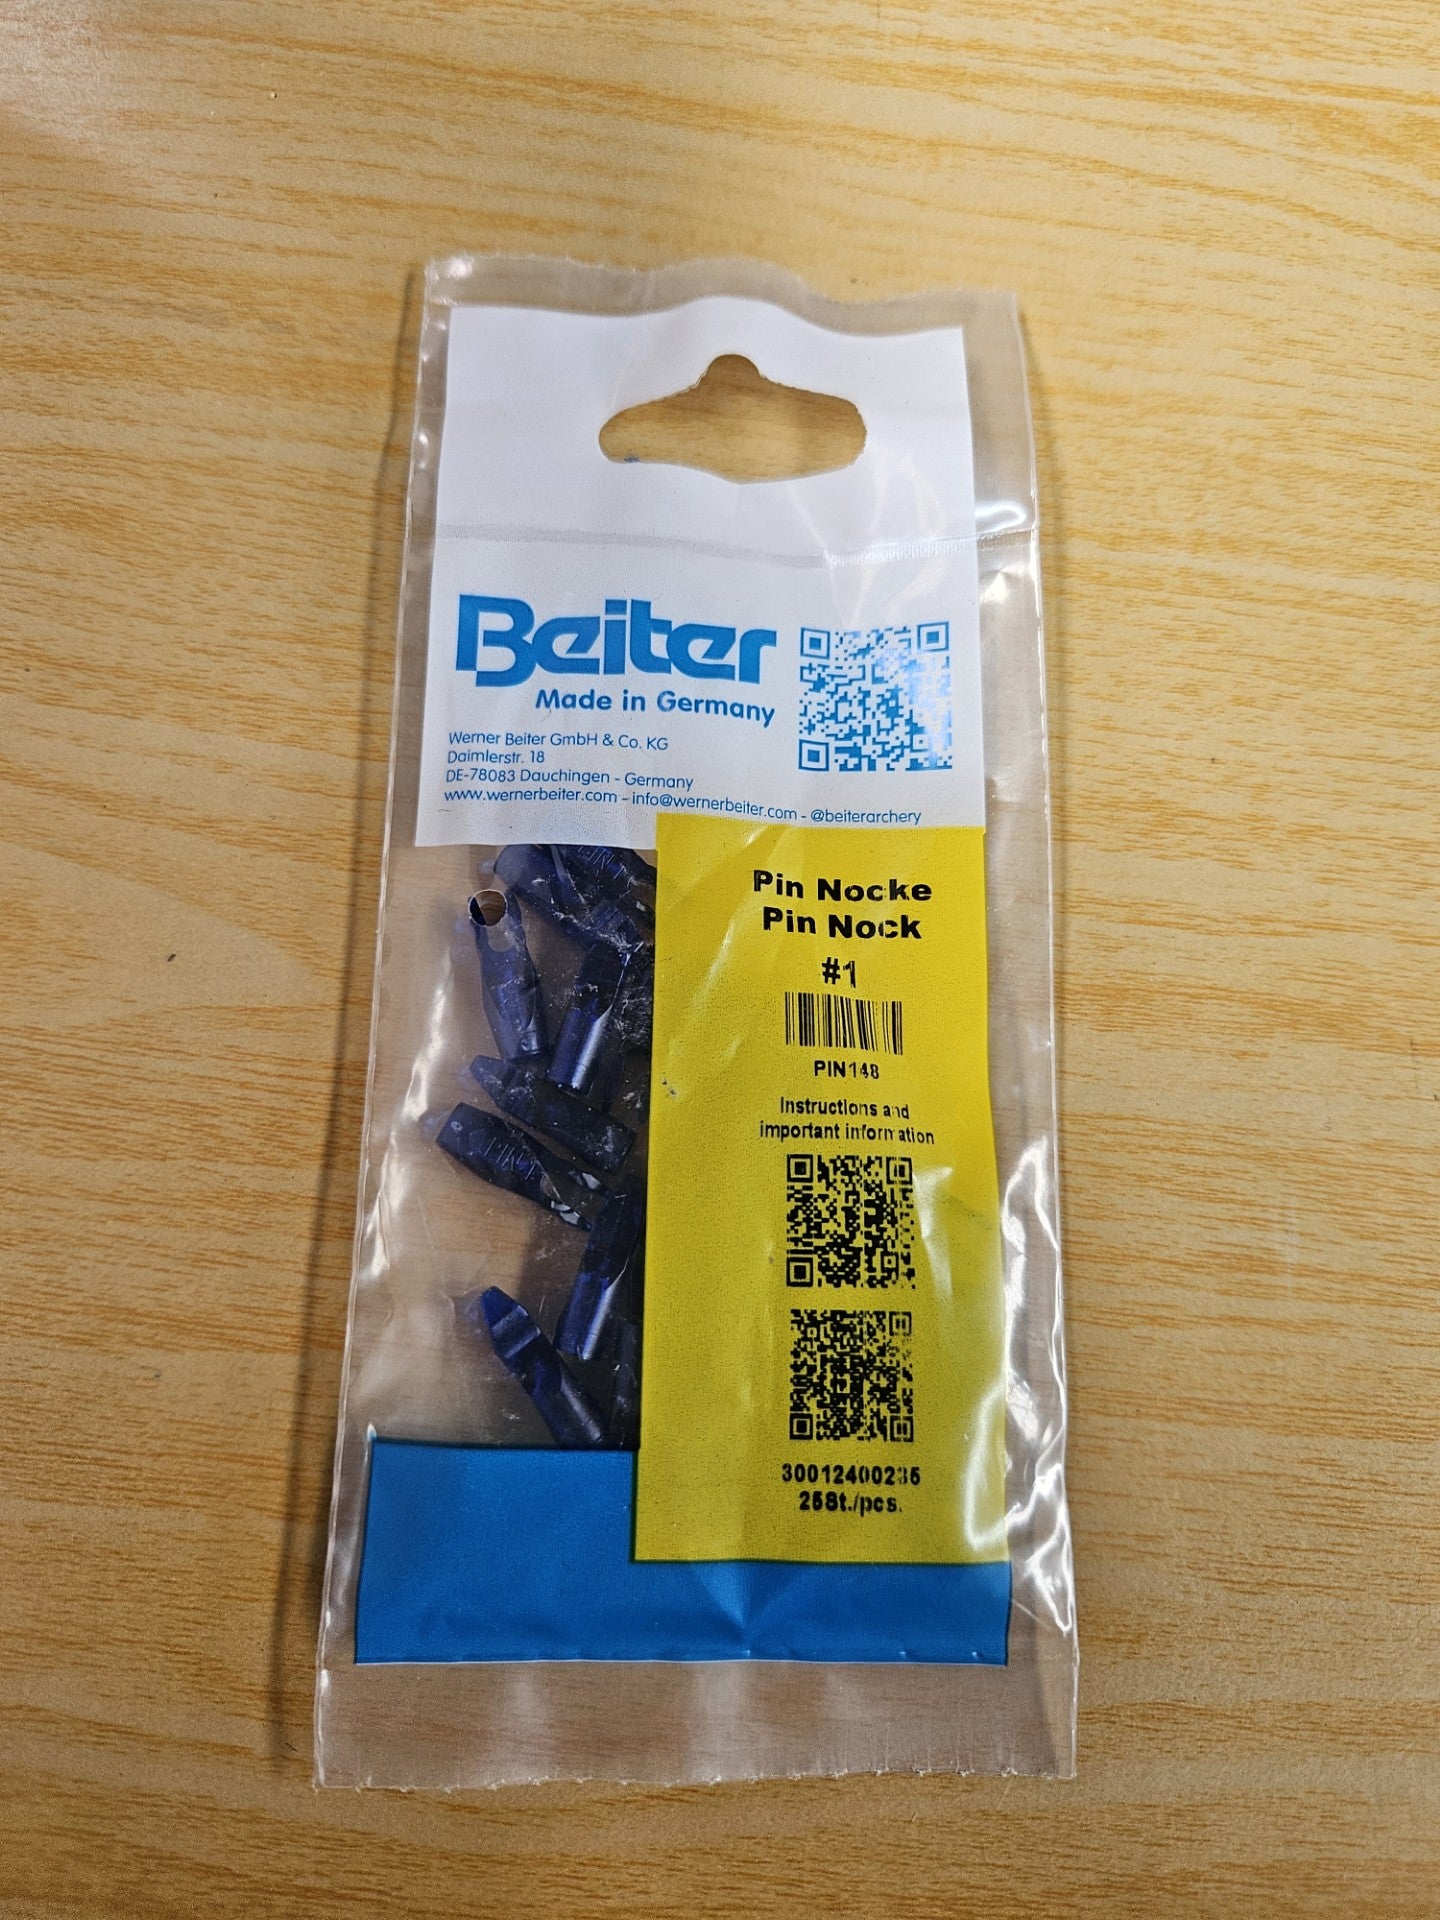 Beiter
Made in Germany
Werner Beiter GmbH & Co. KG
Daimlerstr. 18
DE-78083 Dauchingen - Germany
www.wernerbeiter.com - info@wernerbeiter.com - @beiterarchery
Pin Nocke
Pin Nock
#1
PIN148
Instructions and
important information
30012400235
25St./pcs.